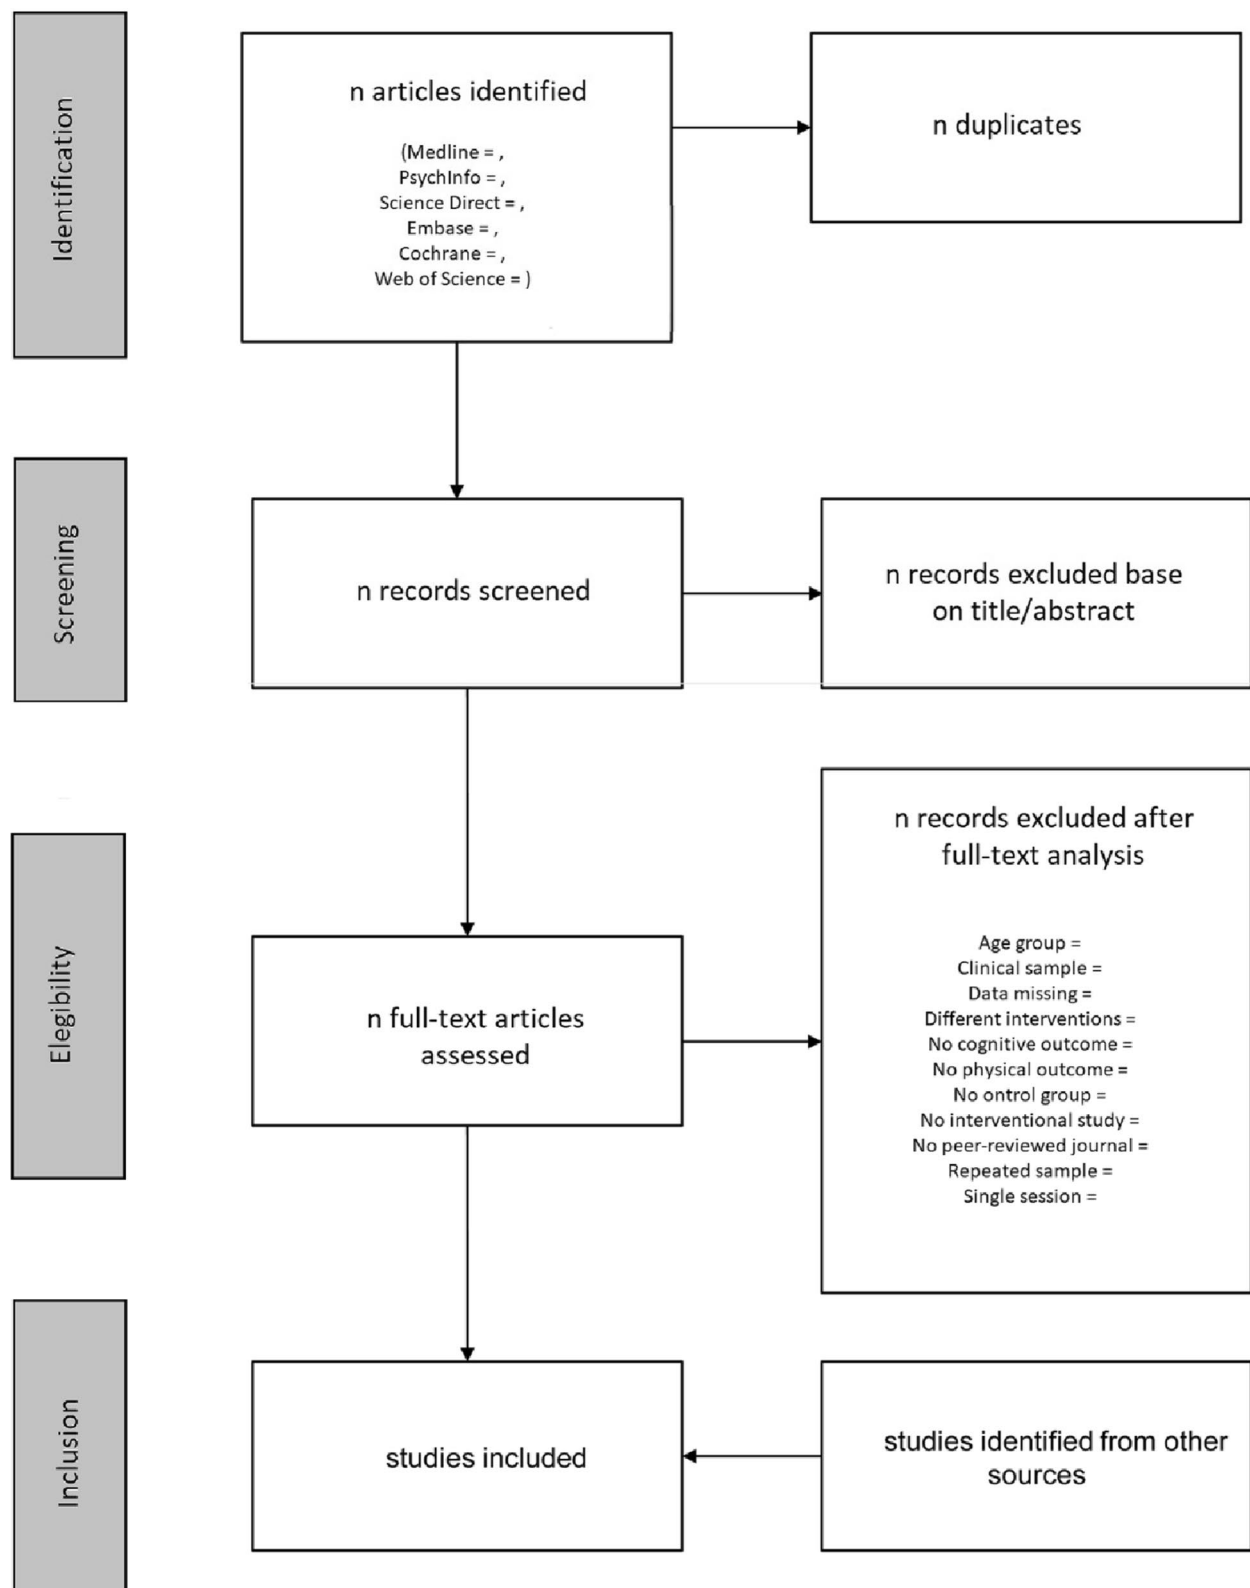 Identification
n articles identified
(Medline = ,
PsychInfo = ,
Science Direct = ,
Embase = ,
Cochrane = ,
Web of Science = )
n duplicates
Screening
n records screened
n records excluded base
on title/abstract
Elegibility
n full-text articles
assessed
n records excluded after
full-text analysis
Age group =
Clinical sample =
Data missing =
Different interventions =
No cognitive outcome =
No physical outcome =
No ontrol group =
No interventional study =
No peer-reviewed journal =
Repeated sample =
Single session =
Inclusion
studies included
studies identified from other
sources